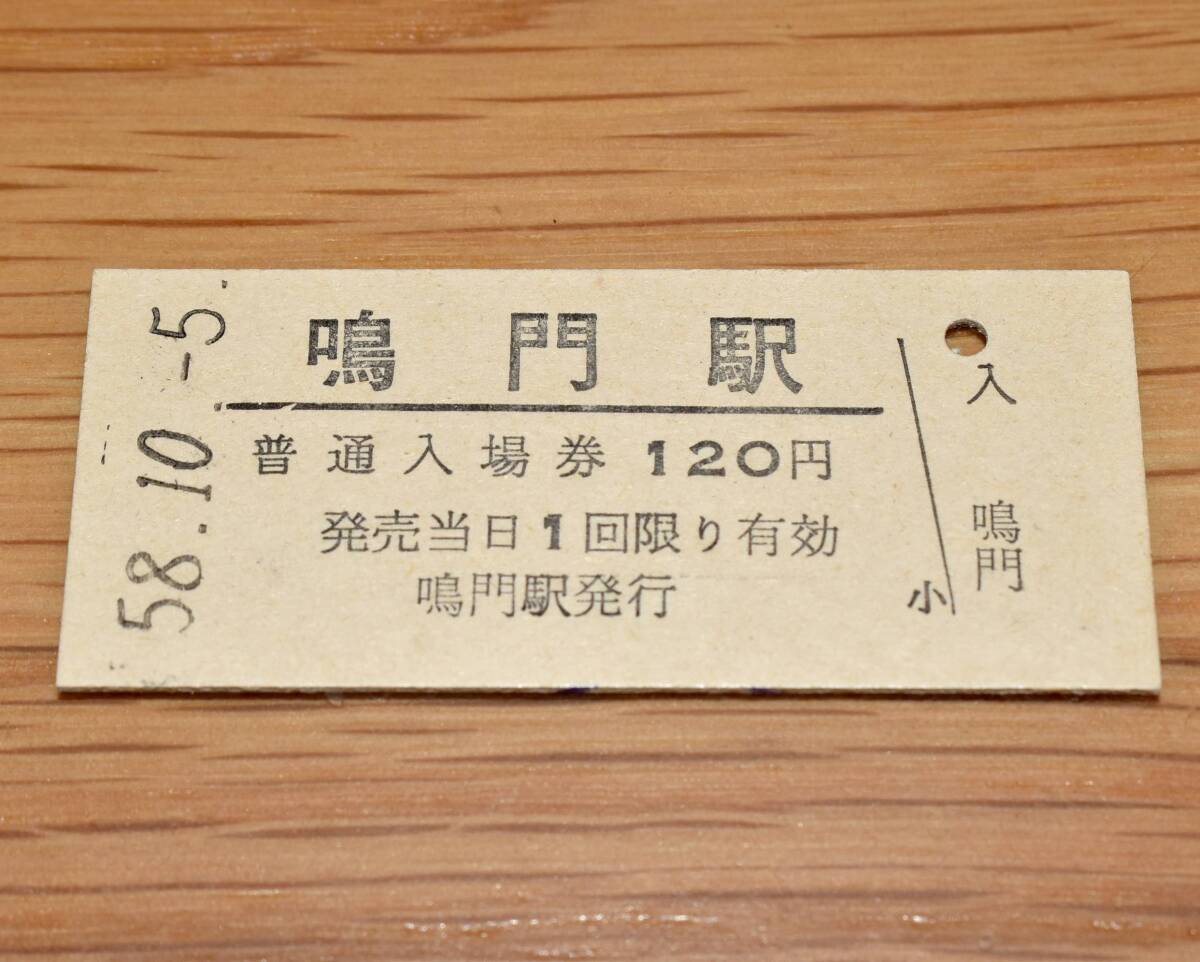 鳴門駅
普通入場券 120円
発売当日1回限り有効
鳴門駅発行
小
入
鳴門
58.10.-5.